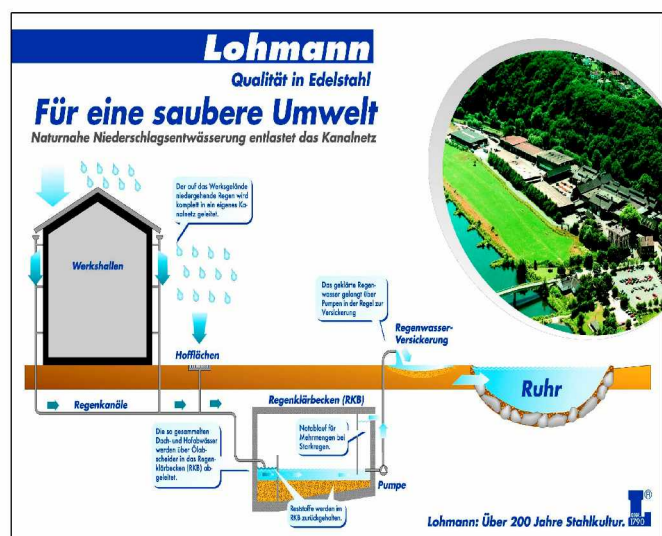 Lohmann
Qualität in Edelstahl
Für eine saubere Umwelt
Naturnahe Niederschlagsentwässerung entlastet das Kanalnetz
Der auf das Werksgelände
niedergehende Regen wird
komplett in ein eigenes Ka-
nalnetz geleitet.
Werkshallen
Das geklärte Regen-
wasser gelangt über
Pumpen in der Regel zur
Versickerung
Regenwasser-
Versickerung
Hofflächen
Ruhr
Regenkanäle
Regenklärbecken (RKB)
Die so gesammelten
Dach- und Hofabwässer
werden über Ölab-
scheider in das Regen-
klärbecken (RKB) ab-
geleitet.
Notablauf für
Mehrmengen bei
Starkregen.
Pumpe
Reststoffe werden im
RKB zurückgehalten.
Lohmann: Über 200 Jahre Stahlkultur.
L®
1790